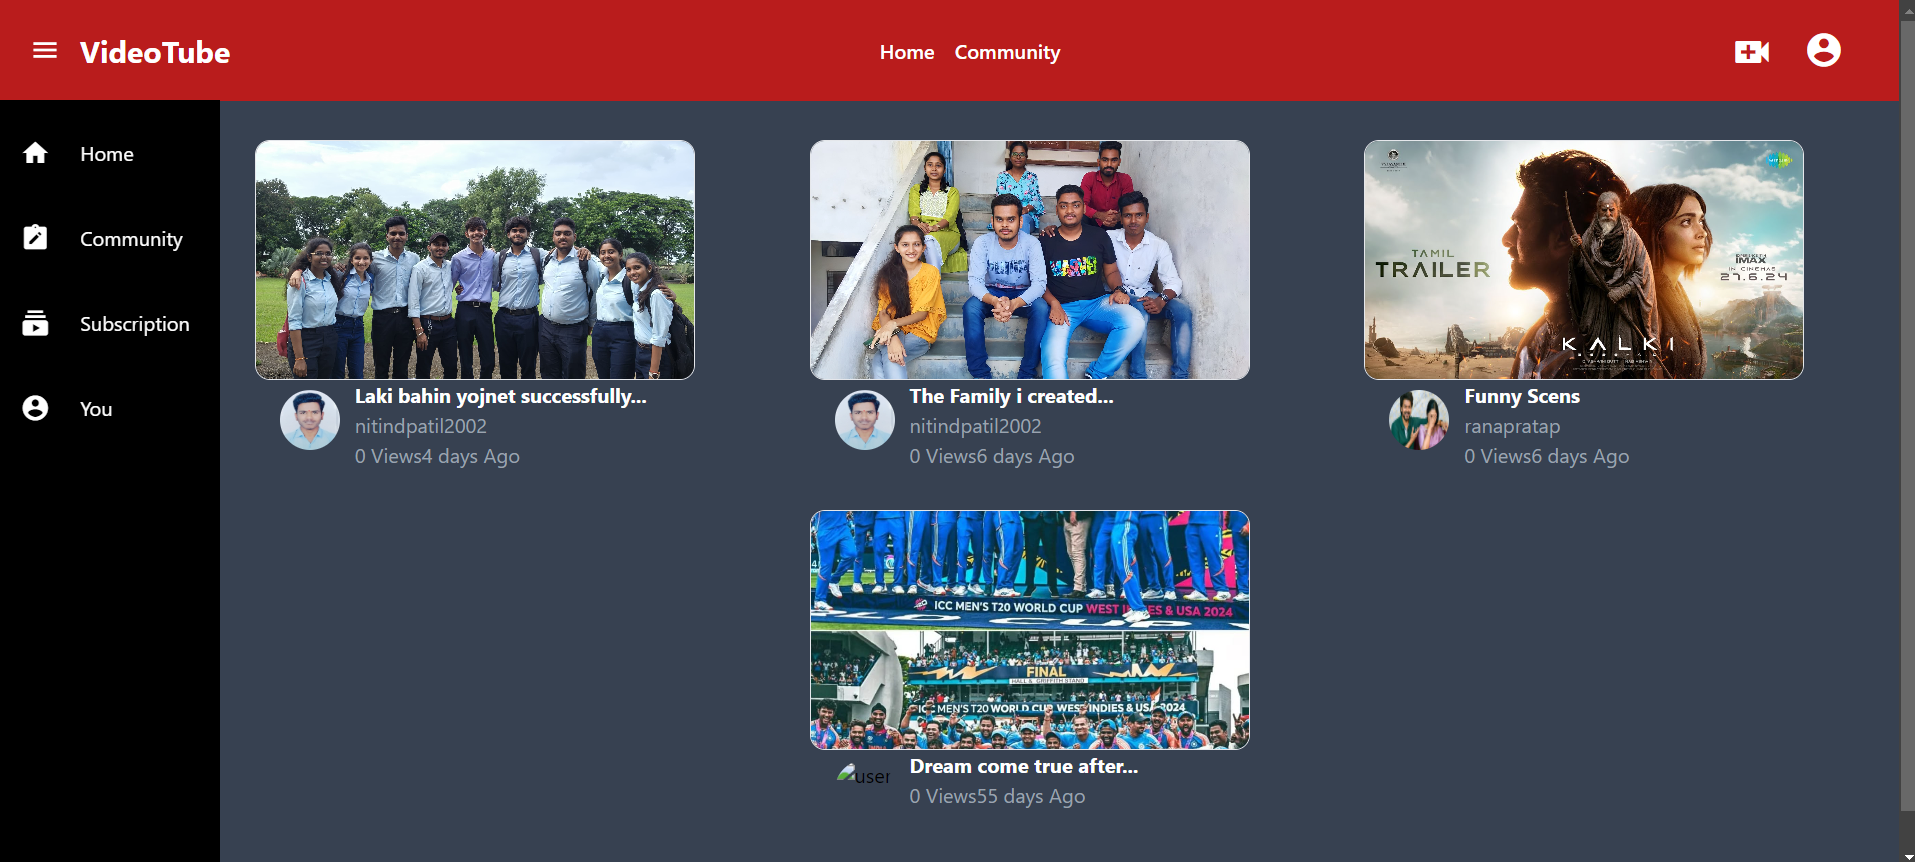 VideoTube
Home Community
Home
Community
Subscription
You
TAMIL
TRAILER
IMAX
IN CINEMAS
27.6.24
KALKI
Laki bahin yojnet successfully...
nitindpatil2002
0 Views4 days Ago
The Family i created...
nitindpatil2002
0 Views6 days Ago
Funny Scens
ranapratap
0 Views6 days Ago
ICC MEN'S T20 WORLD CUP WEST INDIES & USA 2024
FINAL
HALL & GRIFFITH STAND
ICC MEN'S T20 WORLD CUP WEST INDIES & USA 2024
user
Dream come true after...
0 Views55 days Ago